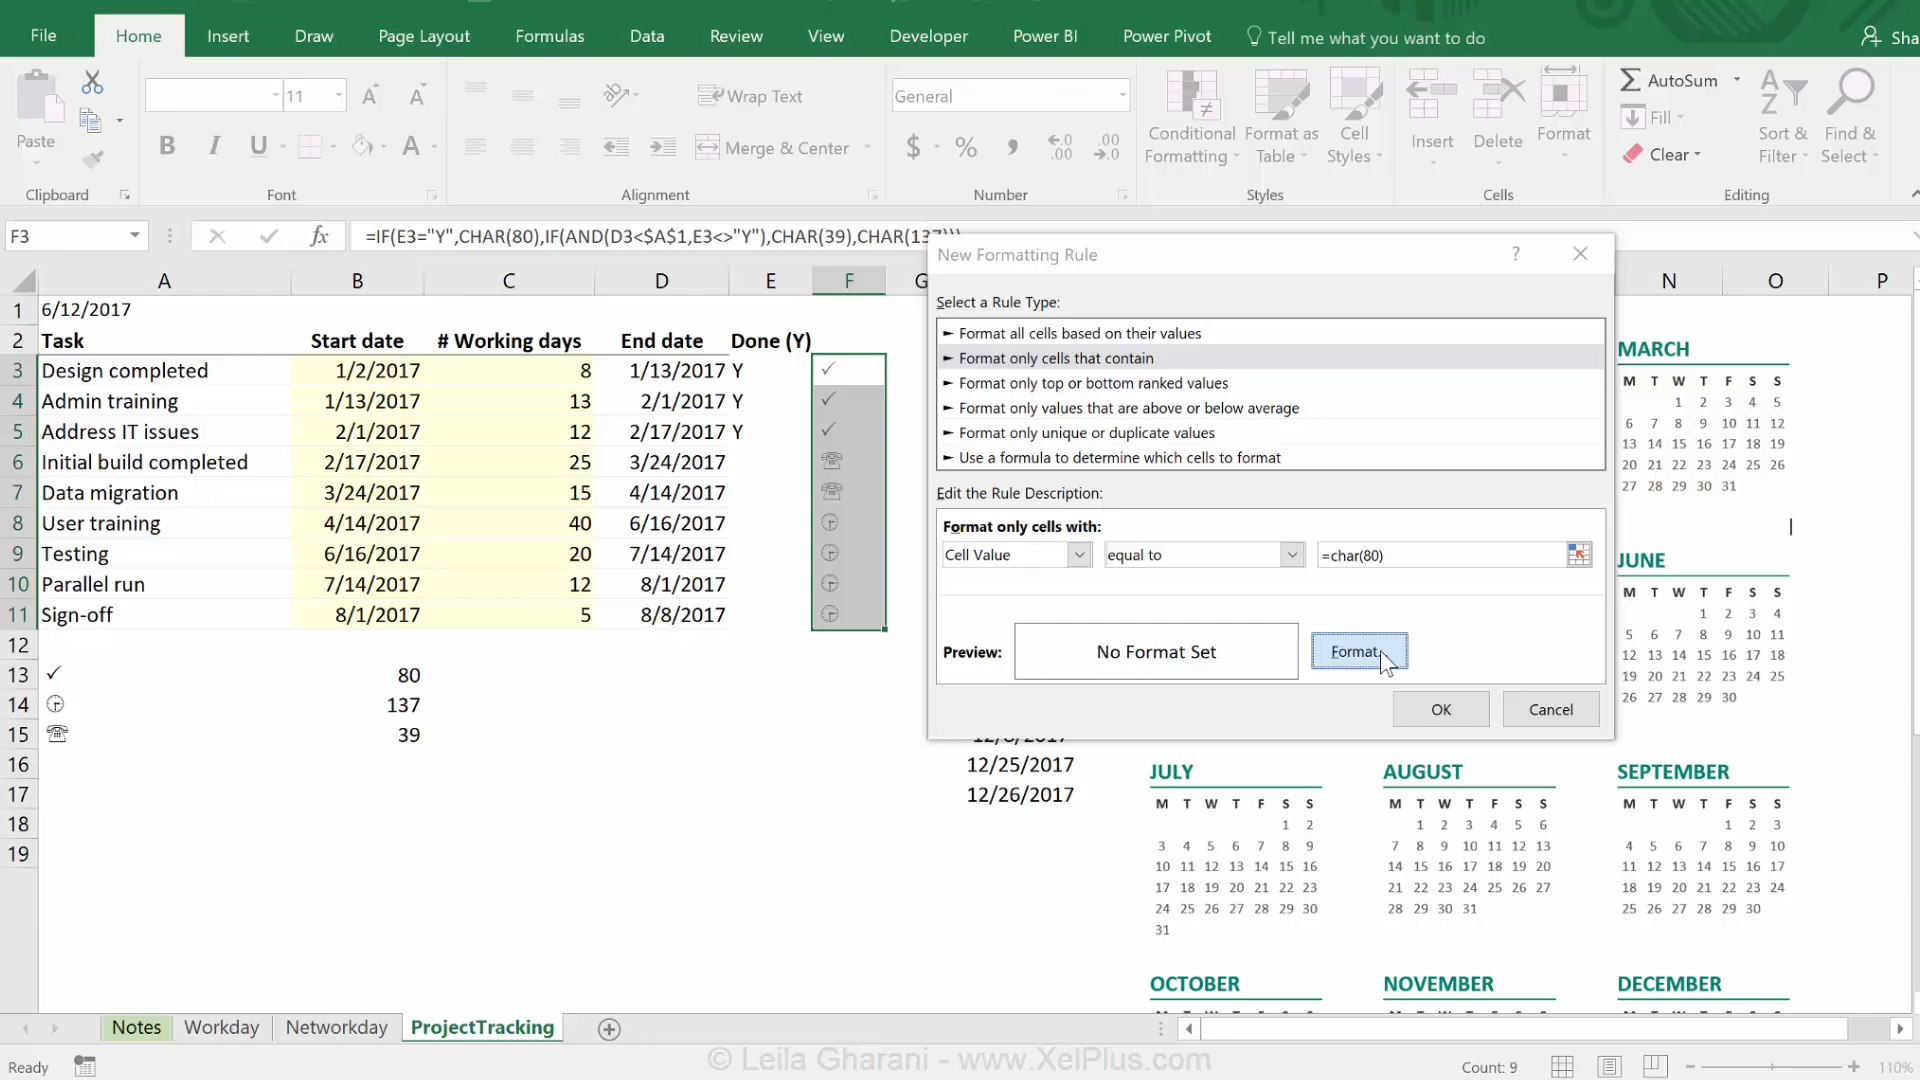 File Home Insert Draw Page Layout Formulas Data Review View Developer Power BI Power Pivot Tell me what you want to do Sha
11 Wrap Text General AutoSum
Paste B I U A Merge & Center $ % , Conditional Formatting Format as Table Cell Styles Insert Delete Format Fill Clear Sort & Filter Find & Select
Clipboard Font Alignment Number Styles Cells Editing
F3 fx =IF(E3="Y",CHAR(80),IF(AND(D3<$A$1,E3<>"Y"),CHAR(39),CHAR(137)))
A B C D E F G N O P
1 6/12/2017
2 Task Start date # Working days End date Done (Y)
3 Design completed 1/2/2017 8 1/13/2017 Y ✓
4 Admin training 1/13/2017 13 2/1/2017 Y ✓
5 Address IT issues 2/1/2017 12 2/17/2017 Y ✓
6 Initial build completed 2/17/2017 25 3/24/2017
7 Data migration 3/24/2017 15 4/14/2017
8 User training 4/14/2017 40 6/16/2017
9 Testing 6/16/2017 20 7/14/2017
10 Parallel run 7/14/2017 12 8/1/2017
11 Sign-off 8/1/2017 5 8/8/2017
12
13 ✓ 80
14 137
15 39
16 12/25/2017
17 12/26/2017
18
19
New Formatting Rule ?
Select a Rule Type:
► Format all cells based on their values
► Format only cells that contain
► Format only top or bottom ranked values
► Format only values that are above or below average
► Format only unique or duplicate values
► Use a formula to determine which cells to format
Edit the Rule Description:
Format only cells with:
Cell Value equal to =char(80)
Preview: No Format Set Format...
OK Cancel
MARCH
M T W T F S S
1 2 3 4 5
6 7 8 9 10 11 12
13 14 15 16 17 18 19
20 21 22 23 24 25 26
27 28 29 30 31
JUNE
M T W T F S S
1 2 3 4
5 6 7 8 9 10 11
12 13 14 15 16 17 18
19 20 21 22 23 24 25
26 27 28 29 30
JULY
M T W T F S S
1 2
3 4 5 6 7 8 9
10 11 12 13 14 15 16
17 18 19 20 21 22 23
24 25 26 27 28 29 30
31
AUGUST
M T W T F S S
1 2 3 4 5 6
7 8 9 10 11 12 13
14 15 16 17 18 19 20
21 22 23 24 25 26 27
28 29 30 31
SEPTEMBER
M T W T F S S
1 2 3
4 5 6 7 8 9 10
11 12 13 14 15 16 17
18 19 20 21 22 23 24
25 26 27 28 29 30
OCTOBER NOVEMBER DECEMBER
Notes Workday Networkday ProjectTracking
© Leila Gharani - www.XelPlus.com
Ready Count: 9 110%